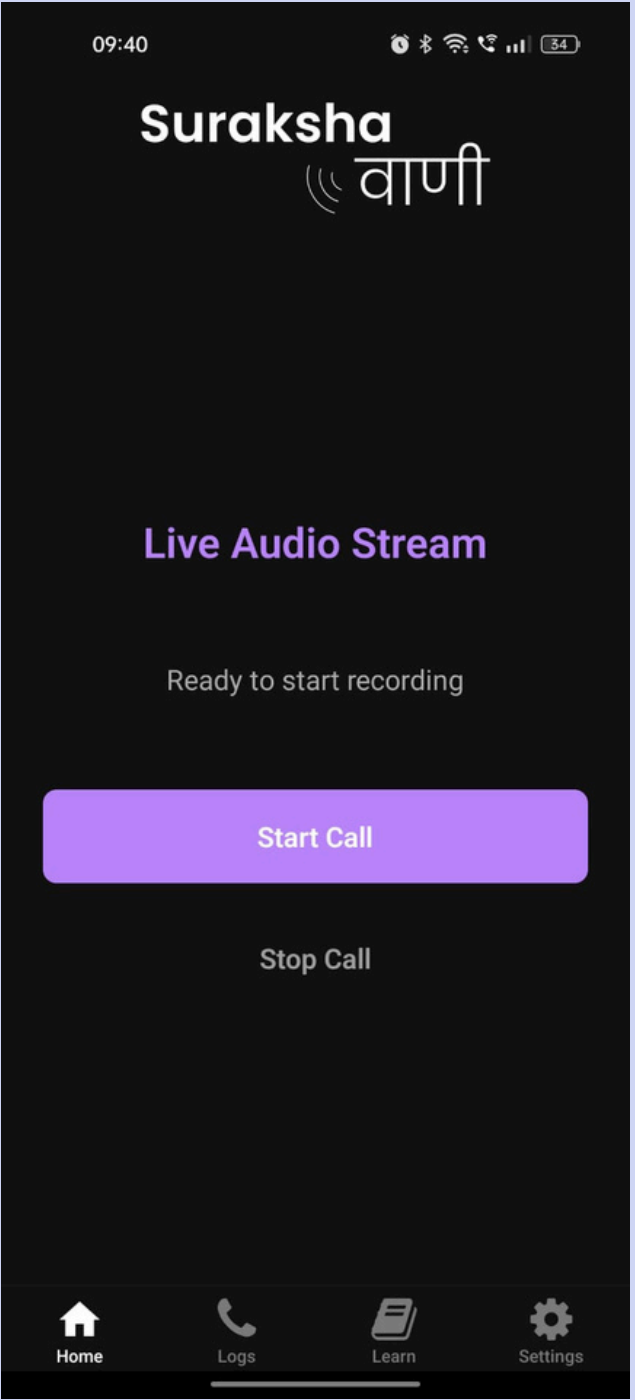 09:40
34
Suraksha
वाणी
Live Audio Stream
Ready to start recording
Start Call
Stop Call
Home Logs Learn Settings